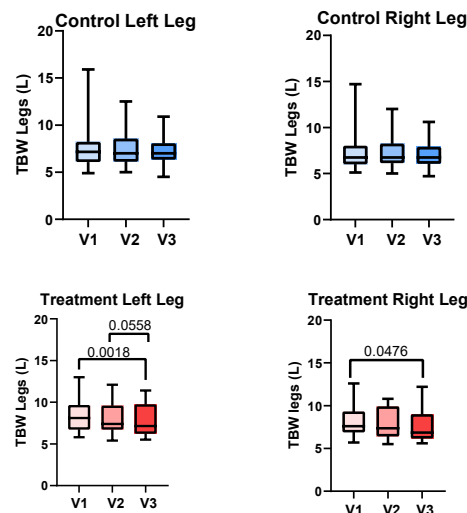 Control Left Leg
TBW Legs (L)
20
15
10
5
0
V1 V2 V3
Control Right Leg
TBW Legs (L)
20
15
10
5
0
V1 V2 V3
Treatment Left Leg
TBW Legs (L)
20
15
10
5
0
0.0558
0.0018
V1 V2 V3
Treatment Right Leg
TBW legs (L)
20
15
10
5
0
0.0476
V1 V2 V3